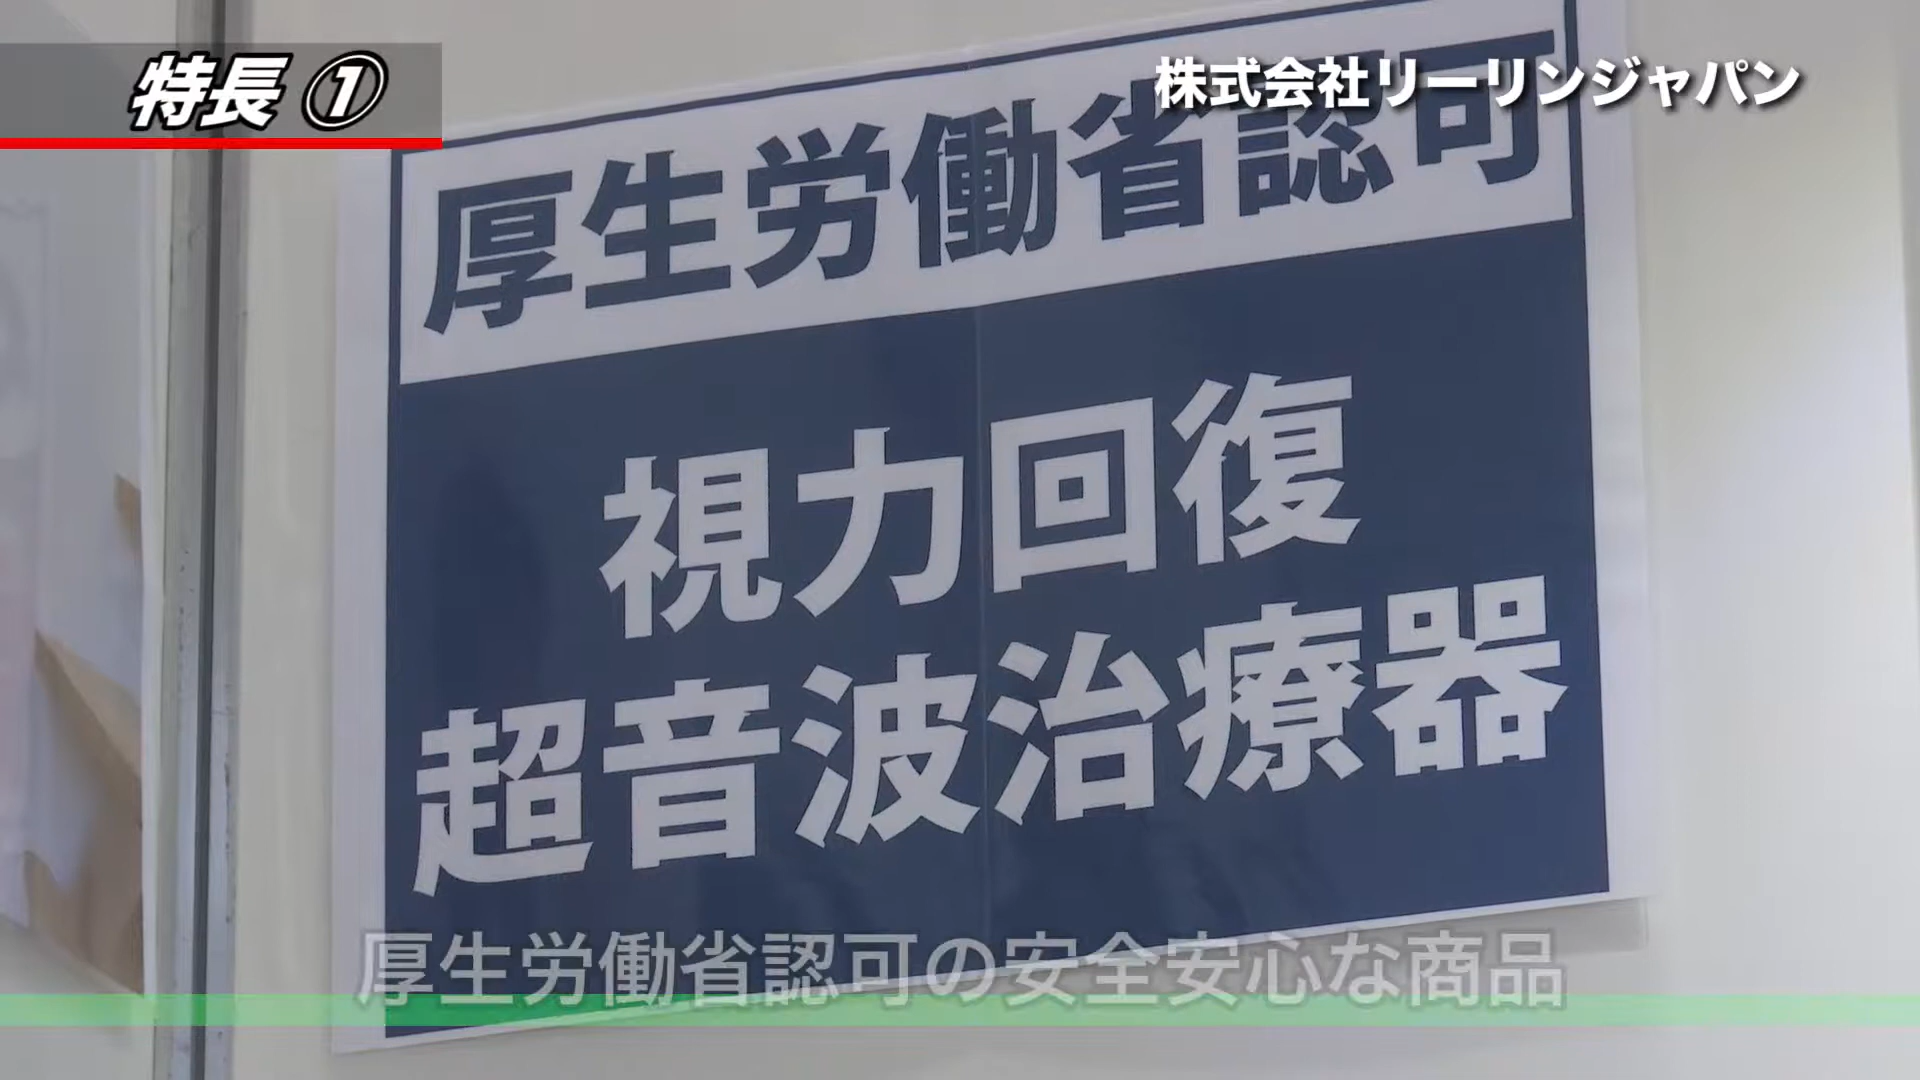 特長 ①
株式会社リーリンジャパン
厚生労働省認可
視力回復
超音波治療器
厚生労働省認可の安全安心な商品